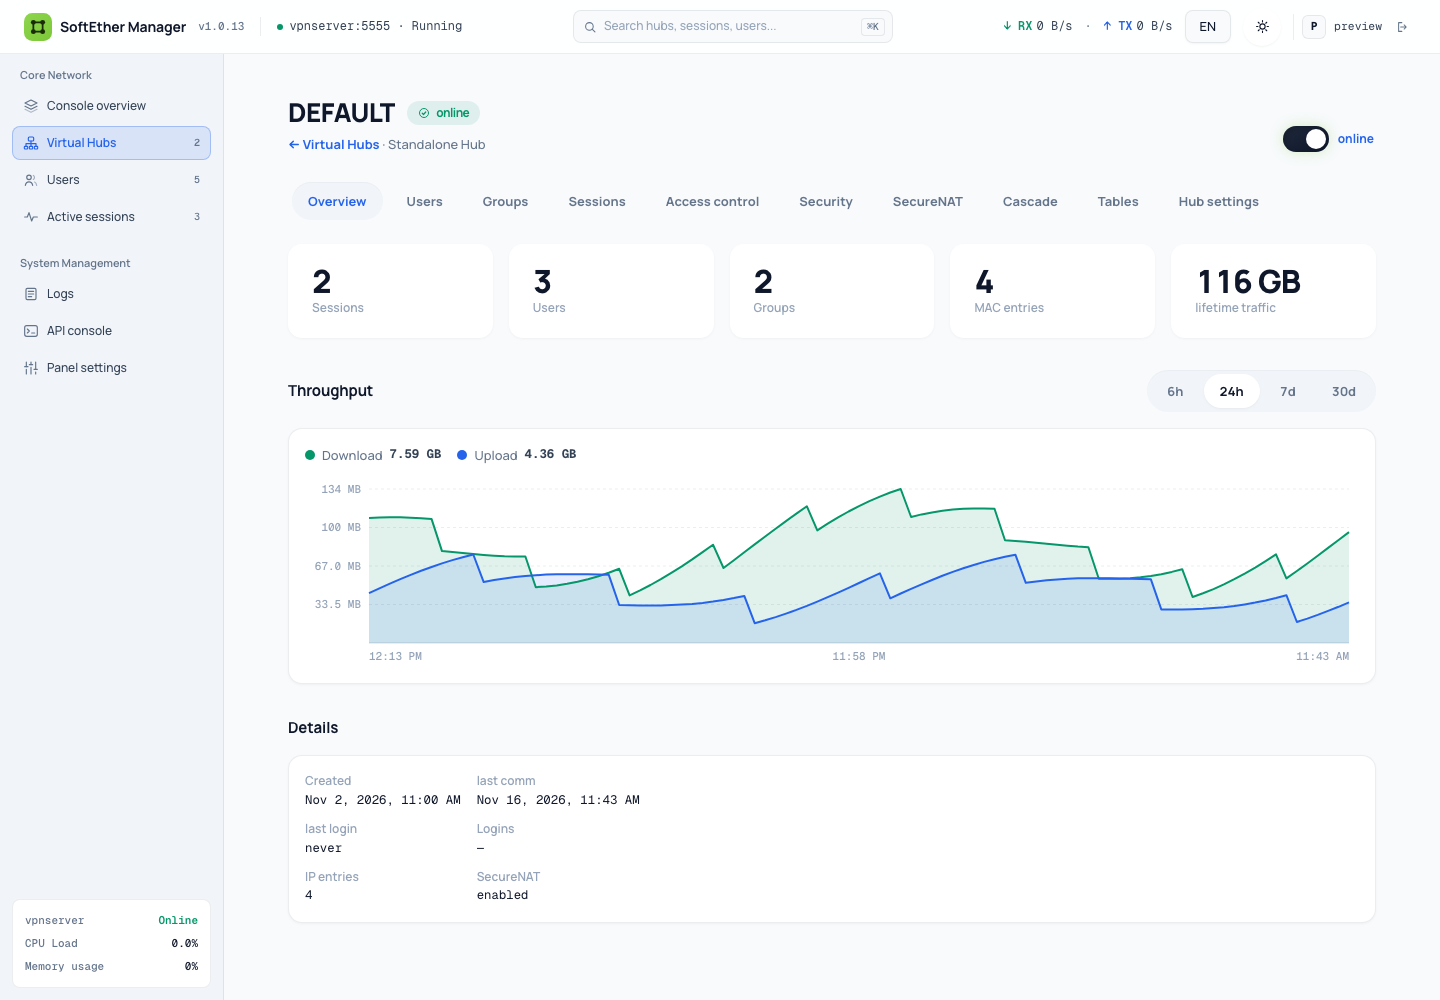 SoftEther Manager v1.0.13
vpnserver:5555 · Running
Search hubs, sessions, users... ⌘K
↓ RX 0 B/s · ↑ TX 0 B/s
EN
P preview
Core Network
Console overview
Virtual Hubs 2
Users 5
Active sessions 3
System Management
Logs
API console
Panel settings
vpnserver Online
CPU Load 0.0%
Memory usage 0%
DEFAULT online
← Virtual Hubs · Standalone Hub
online
Overview Users Groups Sessions Access control Security SecureNAT Cascade Tables Hub settings
2
Sessions
3
Users
2
Groups
4
MAC entries
116 GB
lifetime traffic
Throughput
6h 24h 7d 30d
Download 7.59 GB Upload 4.36 GB
134 MB
100 MB
67.0 MB
33.5 MB
12:13 PM 11:58 PM 11:43 AM
Details
Created last comm
Nov 2, 2026, 11:00 AM Nov 16, 2026, 11:43 AM
last login Logins
never —
IP entries SecureNAT
4 enabled